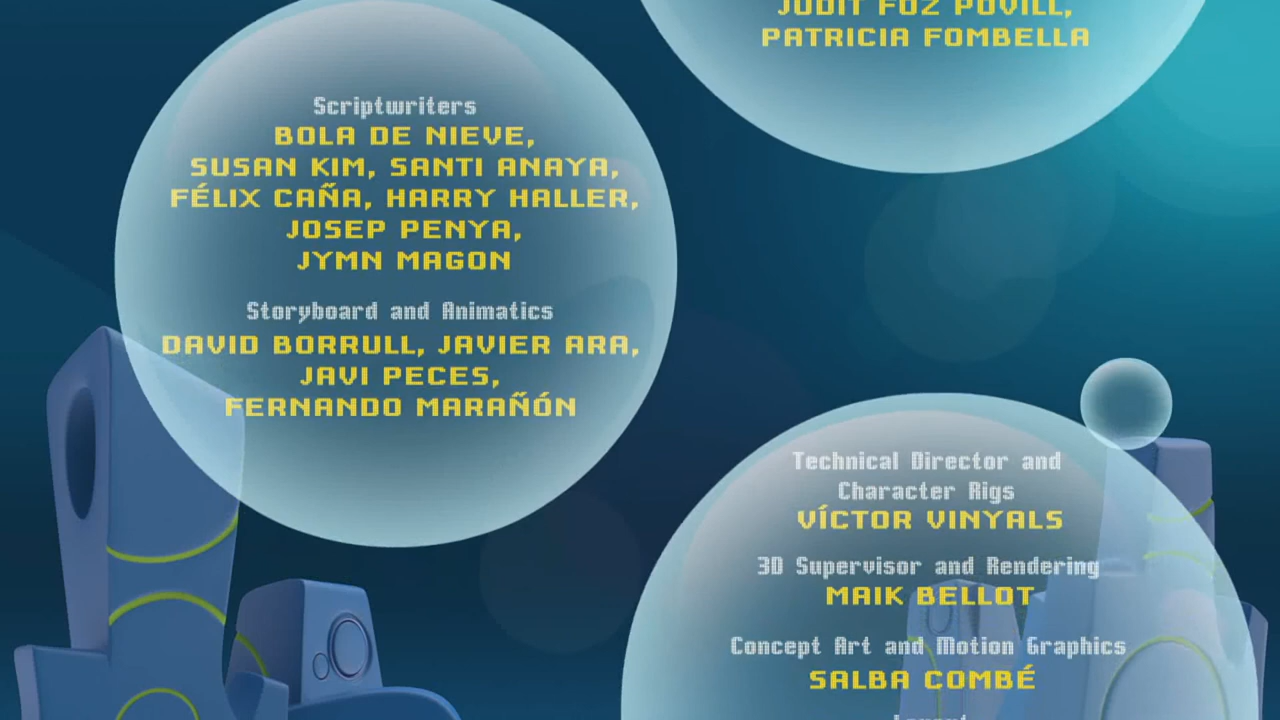 JUDIT FOZ POVILL,
PATRICIA FOMBELLA
Scriptwriters
BOLA DE NIEVE,
SUSAN KIM, SANTI ANAYA,
FÉLIX CAÑA, HARRY HALLER,
JOSEP PENYA,
JYMN MAGON
Storyboard and Animatics
DAVID BORRULL, JAVIER ARA,
JAVI PECES,
FERNANDO MARAÑÓN
Technical Director and
Character Rigs
VÍCTOR VINYALS
3D Supervisor and Rendering
MAIK BELLOT
Concept Art and Motion Graphics
SALBA COMBÉ